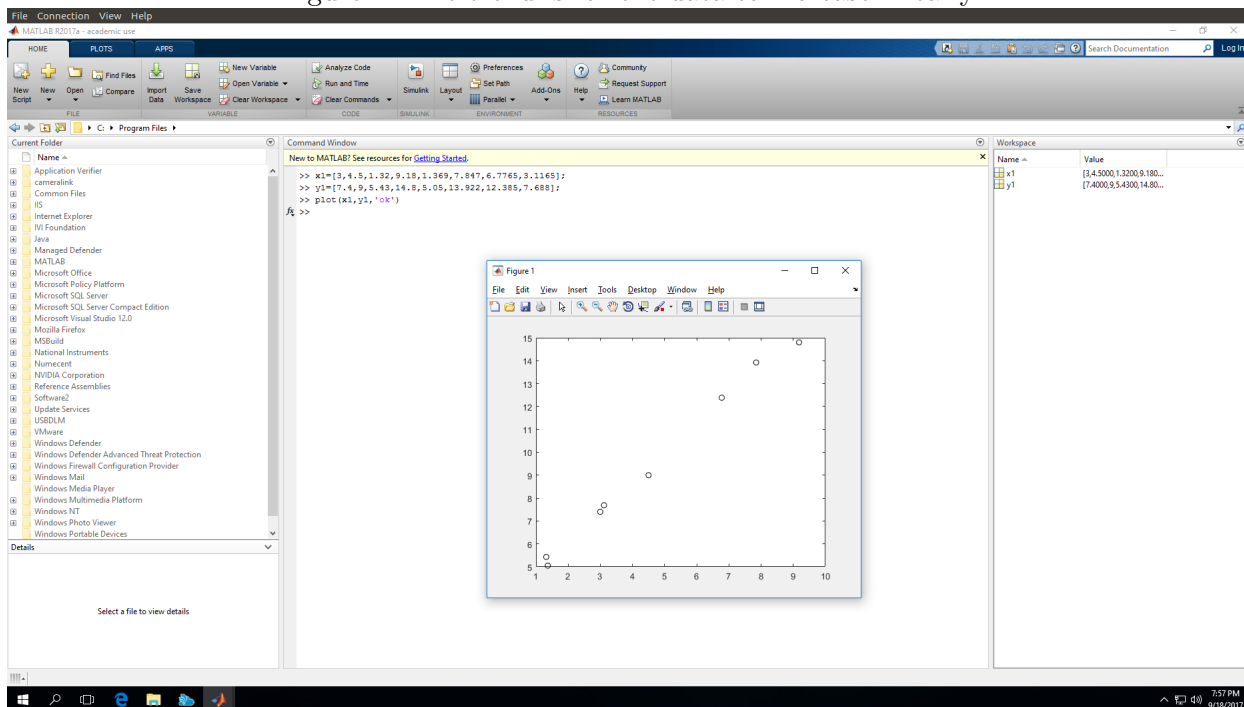 File Connection View Help
MATLAB R2017a - academic use
HOME PLOTS APPS
Search Documentation Log In
New Script New Open Find Files Compare
FILE
Import Data Save Workspace New Variable Open Variable Clear Workspace
VARIABLE
Analyze Code Run and Time Clear Commands
CODE
Simulink
SIMULINK
Layout Preferences Set Path Parallel Add-Ons
ENVIRONMENT
Help Community Request Support Learn MATLAB
RESOURCES
C: Program Files
Current Folder
Name
Application Verifier
cameralink
Common Files
IIS
Internet Explorer
IVI Foundation
Java
Managed Defender
MATLAB
Microsoft Office
Microsoft Policy Platform
Microsoft SQL Server
Microsoft SQL Server Compact Edition
Microsoft Visual Studio 12.0
Mozilla Firefox
MSBuild
National Instruments
Numecent
NVIDIA Corporation
Reference Assemblies
Software2
Update Services
USBDLM
VMware
Windows Defender
Windows Defender Advanced Threat Protection
Windows Firewall Configuration Provider
Windows Mail
Windows Media Player
Windows Multimedia Platform
Windows NT
Windows Photo Viewer
Windows Portable Devices
Details
Select a file to view details
Command Window
New to MATLAB? See resources for Getting Started.
>> x1=[3,4.5,1.32,9.18,1.369,7.847,6.7765,3.1165];
>> y1=[7.4,9,5.43,14.8,5.05,13.922,12.385,7.688];
>> plot(x1,y1,'ok')
fx >>
Figure 1
File Edit View Insert Tools Desktop Window Help
15
14
13
12
11
10
9
8
7
6
5
1 2 3 4 5 6 7 8 9 10
Workspace
Name Value
x1 [3,4.5000,1.3200,9.180...
y1 [7.4000,9,5.4300,14.80...
7:57 PM
9/18/2017